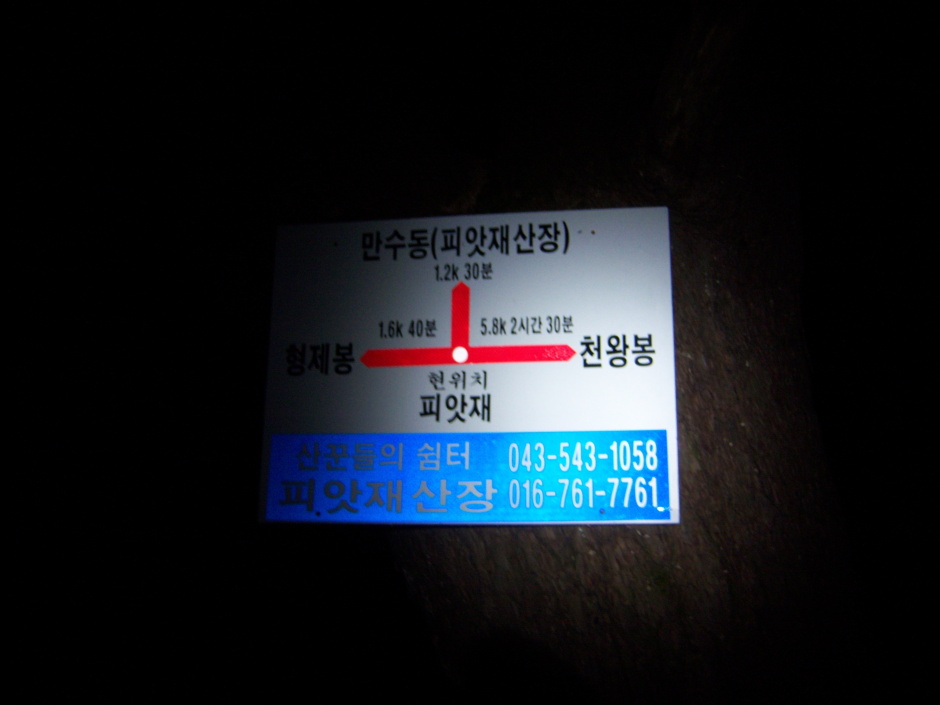 만수동(피앗재산장)
1.2k 30분
1.6k 40분 5.8k 2시간 30분
형제봉 천왕봉
현위치
피앗재
산꾼들의 쉼터 043-543-1058
피앗재산장 016-761-7761